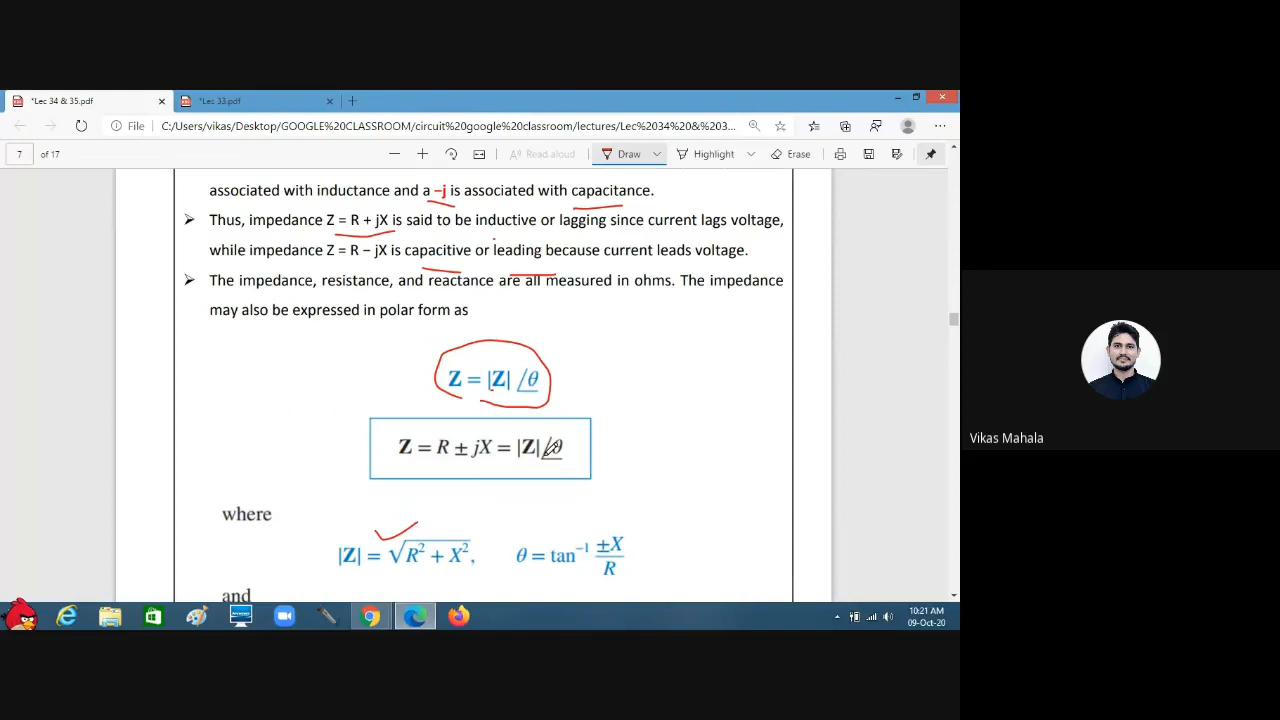 *Lec 34 & 35.pdf
*Lec 33.pdf
File
C:/Users/vikas/Desktop/GOOGLE%20CLASSROOM/circuit%20google%20classroom/lectures/Lec%2034%20&%203...
7 of 17
Read aloud
Draw
Highlight
Erase
associated with inductance and a –j is associated with capacitance.
Thus, impedance Z = R + jX is said to be inductive or lagging since current lags voltage,
while impedance Z = R − jX is capacitive or leading because current leads voltage.
The impedance, resistance, and reactance are all measured in ohms. The impedance
may also be expressed in polar form as
Z = |Z| /θ
Z = R ± jX = |Z| /θ
where
|Z| = √R² + X², θ = tan⁻¹ ±X/R
and
Vikas Mahala
10:21 AM
09-Oct-20